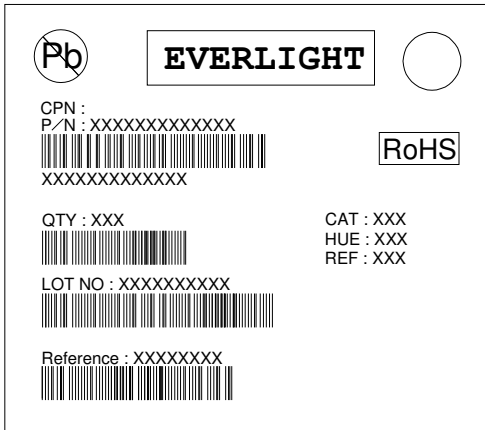 Pb
EVERLIGHT
CPN :
P/N : XXXXXXXXXXXXX
RoHS
XXXXXXXXXXXXX
QTY : XXX
CAT : XXX
HUE : XXX
REF : XXX
LOT NO : XXXXXXXXXX
Reference : XXXXXXXX